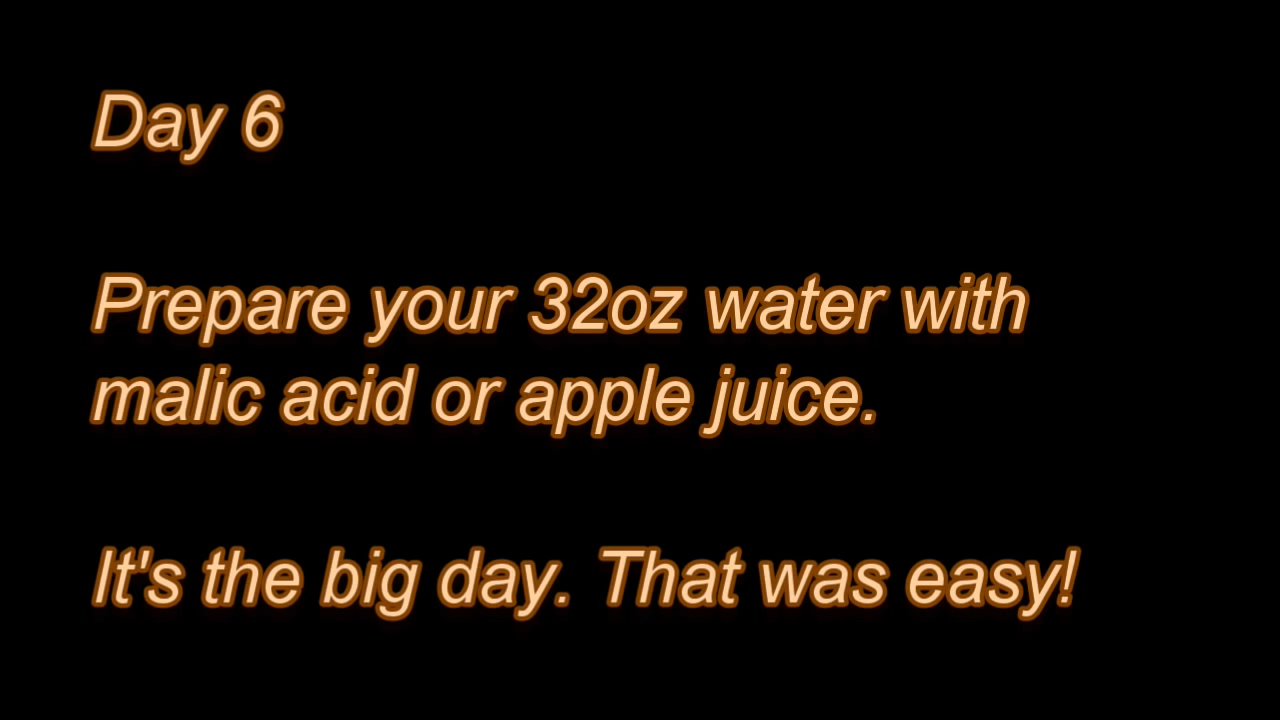 Day 6
Prepare your 32oz water with
malic acid or apple juice.
It's the big day. That was easy!